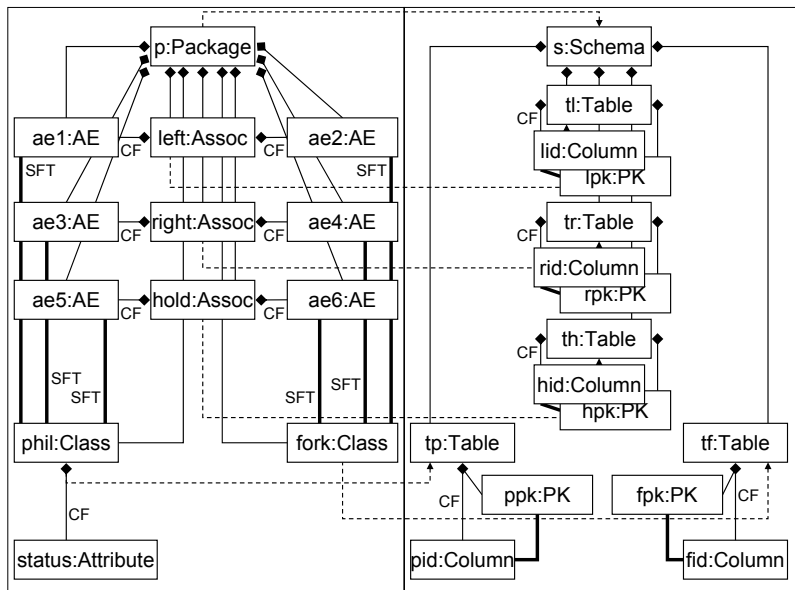 p:Package
s:Schema
tl:Table
ae1:AE
left:Assoc
ae2:AE
CF
CF
CF
lid:Column
SFT
SFT
lpk:PK
ae3:AE
right:Assoc
ae4:AE
tr:Table
CF
CF
CF
rid:Column
ae5:AE
hold:Assoc
ae6:AE
rpk:PK
CF
CF
th:Table
CF
SFT
SFT
hid:Column
SFT
SFT
hpk:PK
phil:Class
fork:Class
tp:Table
tf:Table
ppk:PK
fpk:PK
CF
CF
CF
status:Attribute
pid:Column
fid:Column